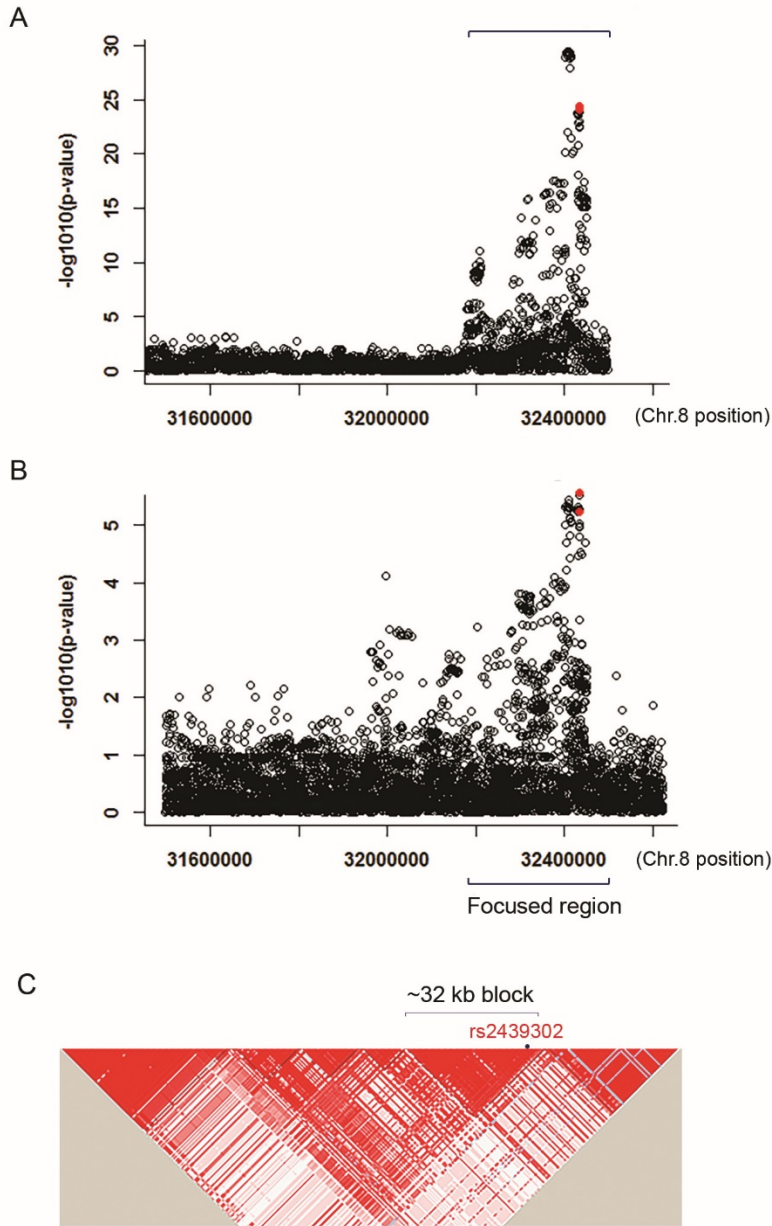 A
30
25
20
15
10
5
0
-log1010(p-value)
31600000 32000000 32400000 (Chr.8 position)
B
5
4
3
2
1
0
-log1010(p-value)
31600000 32000000 32400000 (Chr.8 position)
Focused region
C
~32 kb block
rs2439302